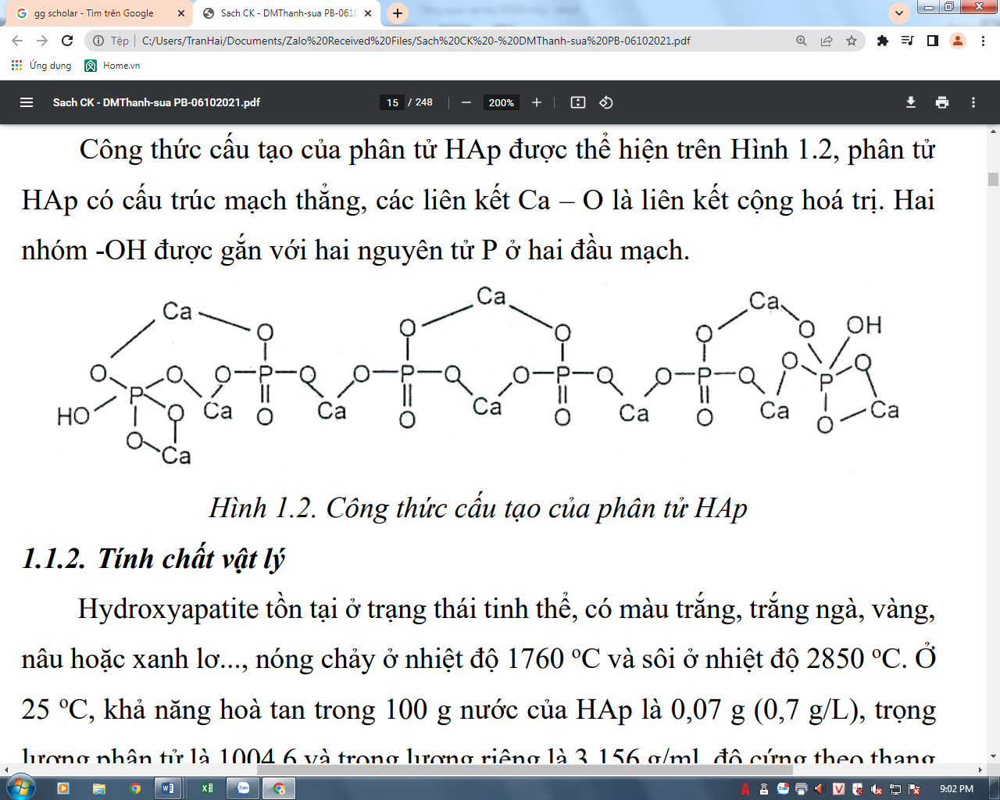 gg scholar - Tìm trên Google
Sach CK - DMThanh-sua PB-0610
Tệp
C:/Users/TranHai/Documents/Zalo%20Received%20Files/Sach%20CK%20-%20DMThanh-sua%20PB-06102021.pdf
Ứng dụng
Home.vn
Sach CK - DMThanh-sua PB-06102021.pdf
15 / 248
200%
Công thức cấu tạo của phân tử HAp được thể hiện trên Hình 1.2, phân tử
HAp có cấu trúc mạch thẳng, các liên kết Ca – O là liên kết cộng hoá trị. Hai
nhóm -OH được gắn với hai nguyên tử P ở hai đầu mạch.
Ca Ca Ca
O O O O O OH
O O O P O O P O O P O O P O O P O
HO P O Ca O Ca O Ca O Ca O Ca O Ca
O Ca
Hình 1.2. Công thức cấu tạo của phân tử HAp
1.1.2. Tính chất vật lý
Hydroxyapatite tồn tại ở trạng thái tinh thể, có màu trắng, trắng ngà, vàng,
nâu hoặc xanh lơ..., nóng chảy ở nhiệt độ 1760 ºC và sôi ở nhiệt độ 2850 ºC. Ở
25 ºC, khả năng hoà tan trong 100 g nước của HAp là 0,07 g (0,7 g/L), trọng
lượng phân tử là 1004,6 và trọng lượng riêng là 3,156 g/ml, độ cứng theo thang
9:02 PM